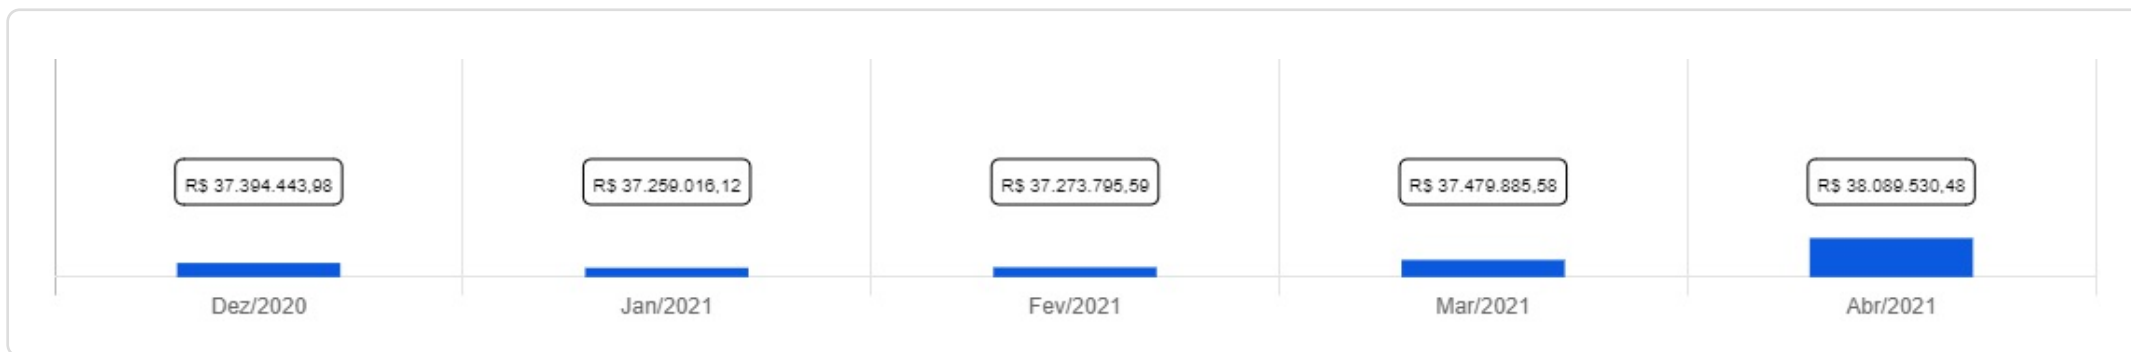 R$ 37.394.443,98
R$ 37.259.016,12
R$ 37.273.795,59
R$ 37.479.885,58
R$ 38.089.530,48
Dez/2020
Jan/2021
Fev/2021
Mar/2021
Abr/2021